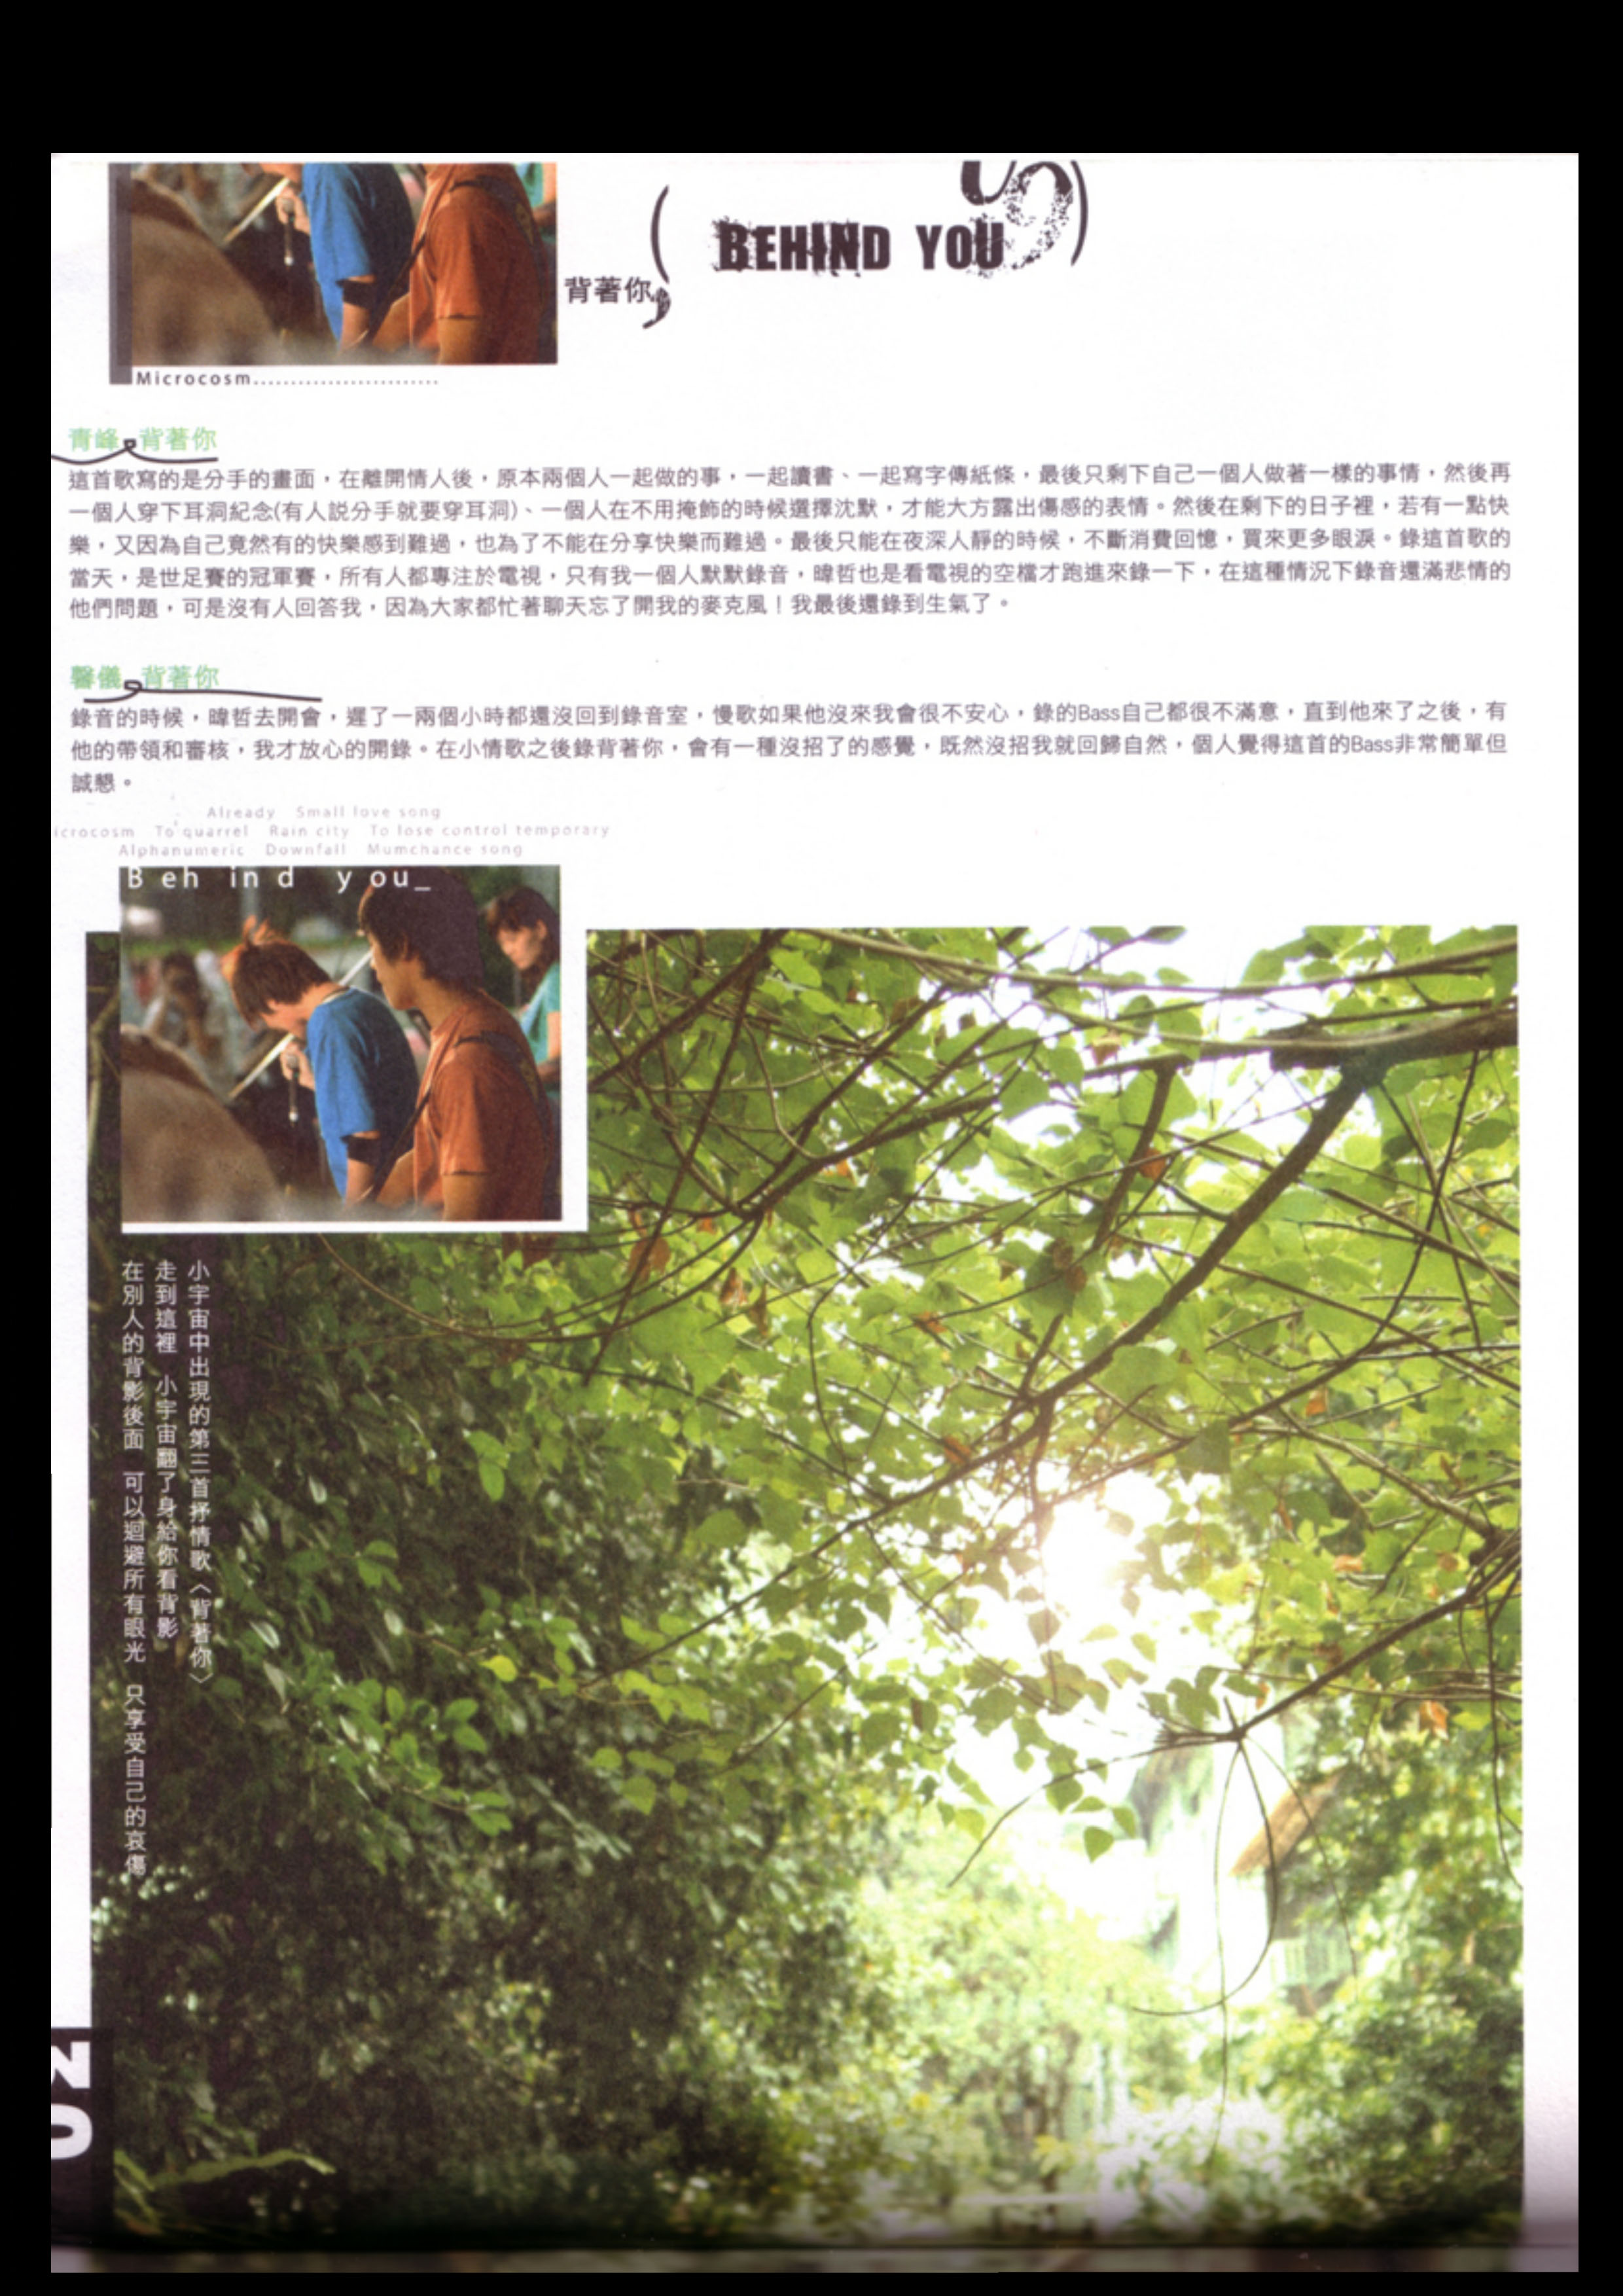 BEHIND YOU
背著你
Microcosm
青峰 背著你
這首歌寫的是分手的畫面，在離開情人後，原本兩個人一起做的事，一起讀書、一起寫字傳紙條，最後只剩下自己一個人做著一樣的事情，然後再
一個人穿下耳洞紀念(有人説分手就要穿耳洞)、一個人在不用掩飾的時候選擇沈默，才能大方露出傷感的表情。然後在剩下的日子裡，若有一點快
樂，又因為自己竟然有的快樂感到難過，也為了不能在分享快樂而難過。最後只能在夜深人靜的時候，不斷消費回憶，買來更多眼淚。錄這首歌的
當天，是世足賽的冠軍賽，所有人都專注於電視，只有我一個人默默錄音，暐哲也是看電視的空檔才跑進來錄一下，在這種情況下錄音還滿悲情的
他們問題，可是沒有人回答我，因為大家都忙著聊天忘了開我的麥克風！我最後還錄到生氣了。
馨儀 背著你
錄音的時候，暐哲去開會，遲了一兩個小時都還沒回到錄音室，慢歌如果他沒來我會很不安心，錄的Bass自己都很不滿意，直到他來了之後，有
他的帶領和審核，我才放心的開錄。在小情歌之後錄背著你，會有一種沒招了的感覺，既然沒招我就回歸自然，個人覺得這首的Bass非常簡單但
誠懇。
Already Small love song
icrocosm To quarrel Rain city To lose control temporary
Alphanumeric Downfall Mumchance song
Beh ind you_
小宇宙中出現的第三首抒情歌〈背著你〉
走到這裡 小宇宙翻了身給你看背影
在別人的背影後面 可以迴避所有眼光 只享受自己的哀傷